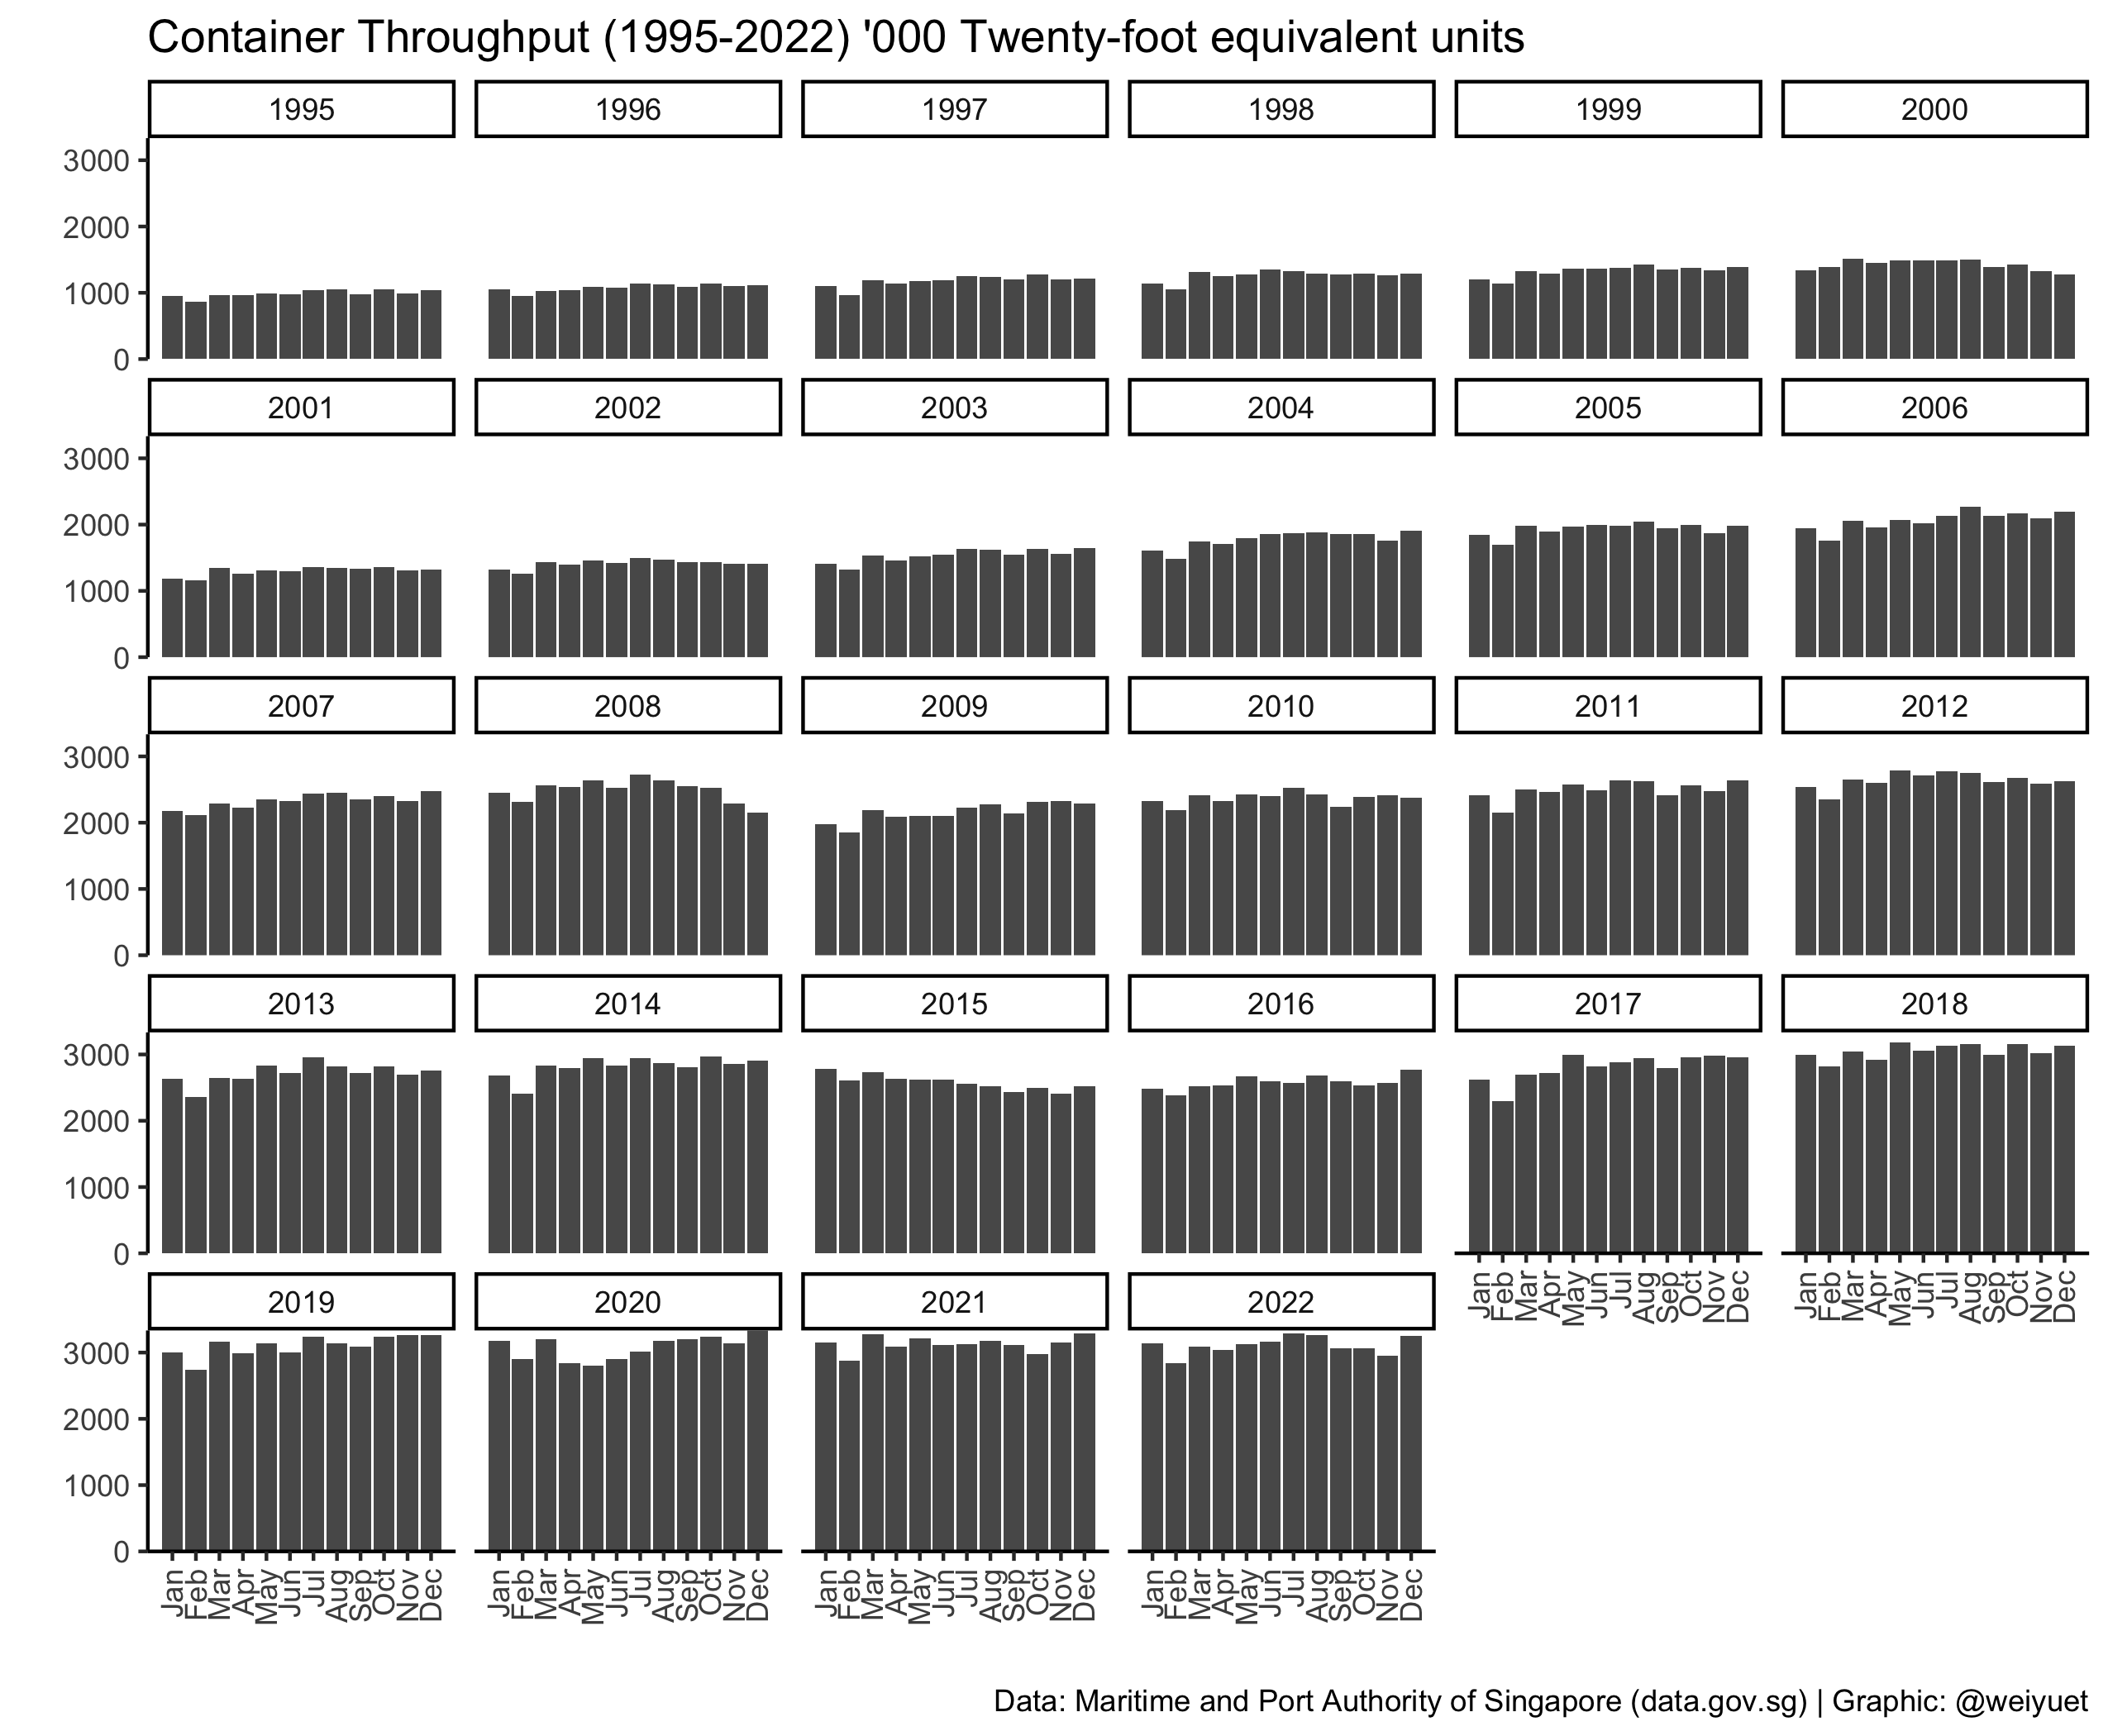 Container Throughput (1995-2022) '000 Twenty-foot equivalent units
1995 1996 1997 1998 1999 2000
3000
2000
1000
0
2001 2002 2003 2004 2005 2006
3000
2000
1000
0
2007 2008 2009 2010 2011 2012
3000
2000
1000
0
2013 2014 2015 2016 2017 2018
3000
2000
1000
0
Jan Feb Mar Apr May Jun Jul Aug Sep Oct Nov Dec Jan Feb Mar Apr May Jun Jul Aug Sep Oct Nov Dec
2019 2020 2021 2022
3000
2000
1000
0
Jan Feb Mar Apr May Jun Jul Aug Sep Oct Nov Dec Jan Feb Mar Apr May Jun Jul Aug Sep Oct Nov Dec Jan Feb Mar Apr May Jun Jul Aug Sep Oct Nov Dec Jan Feb Mar Apr May Jun Jul Aug Sep Oct Nov Dec
Data: Maritime and Port Authority of Singapore (data.gov.sg) | Graphic: @weiyuet